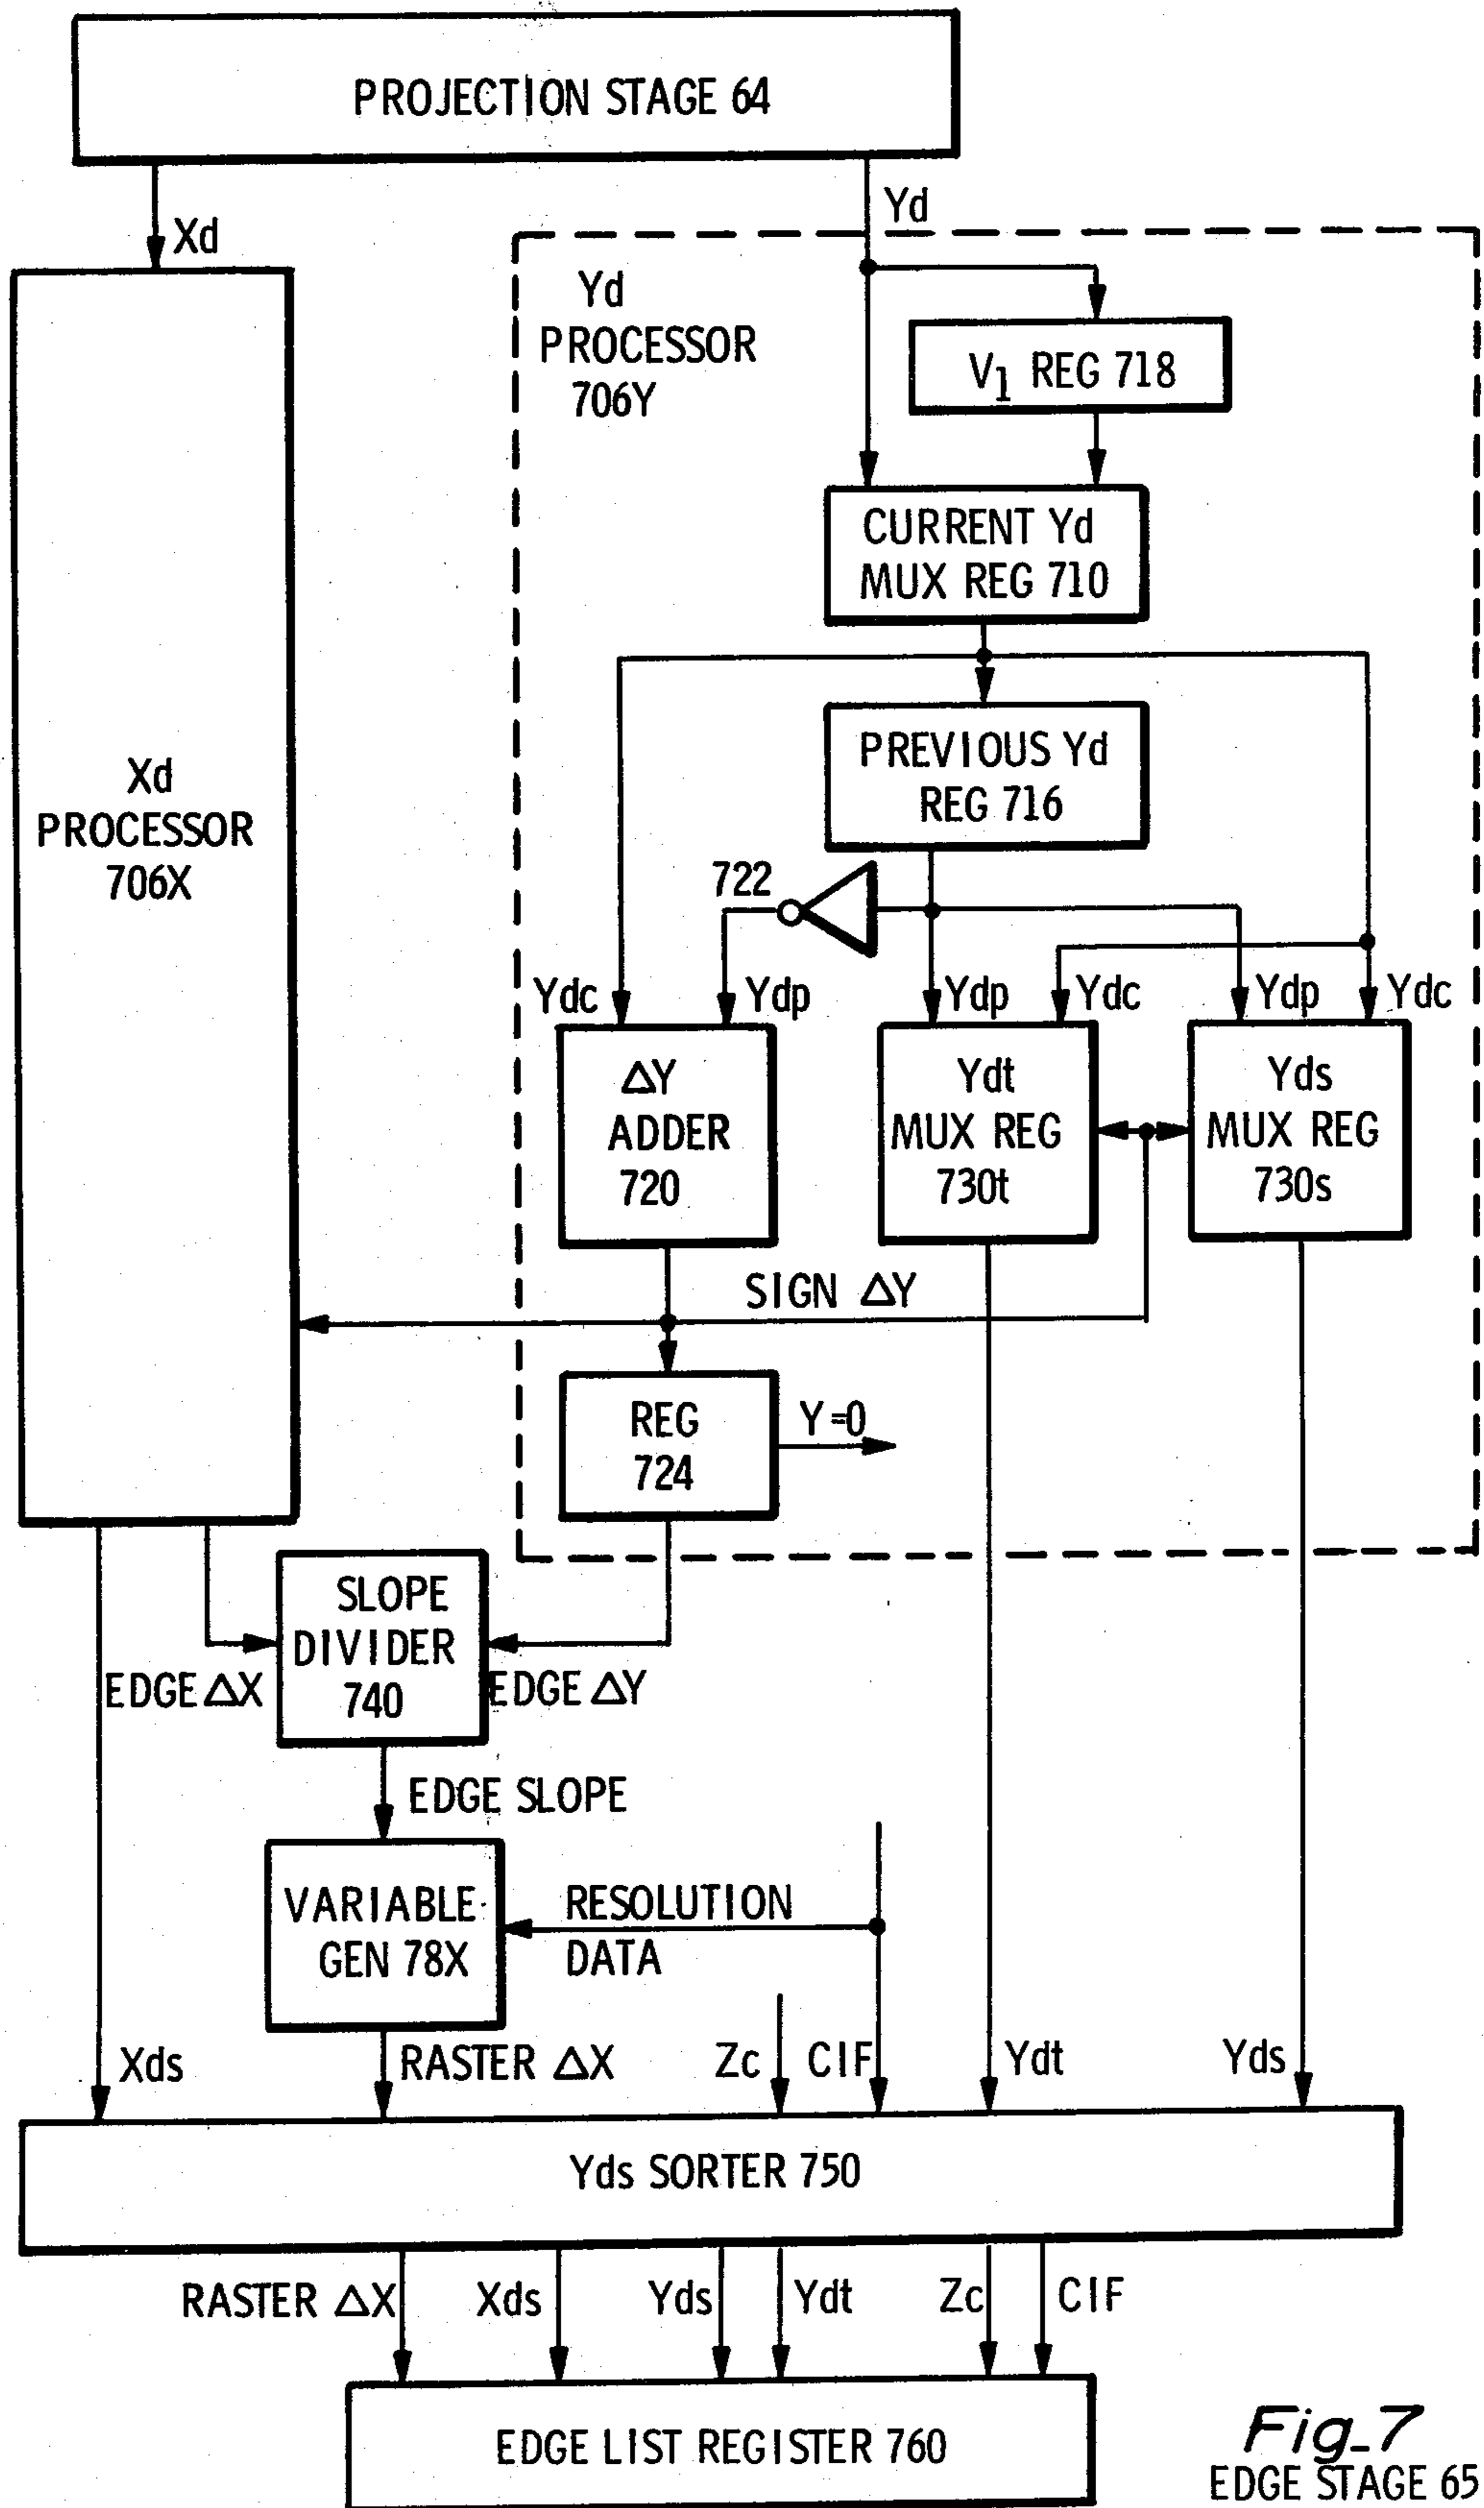 PROJECTION STAGE 64
Xd
Yd
Yd
PROCESSOR
706Y
V1 REG 718
CURRENT Yd
MUX REG 710
PREVIOUS Yd
REG 716
Xd
PROCESSOR
706X
722
Ydc
Ydp
Ydp
Ydc
Ydp
Ydc
ΔY
ADDER
720
Ydt
MUX REG
730t
Yds
MUX REG
730s
SIGN ΔY
REG
724
Y=0
SLOPE
DIVIDER
740
EDGE ΔX
EDGE ΔY
EDGE SLOPE
VARIABLE
GEN 78X
RESOLUTION
DATA
Xds
RASTER ΔX
Zc
CIF
Ydt
Yds
Yds SORTER 750
RASTER ΔX
Xds
Yds
Ydt
Zc
CIF
EDGE LIST REGISTER 760
Fig_7
EDGE STAGE 65